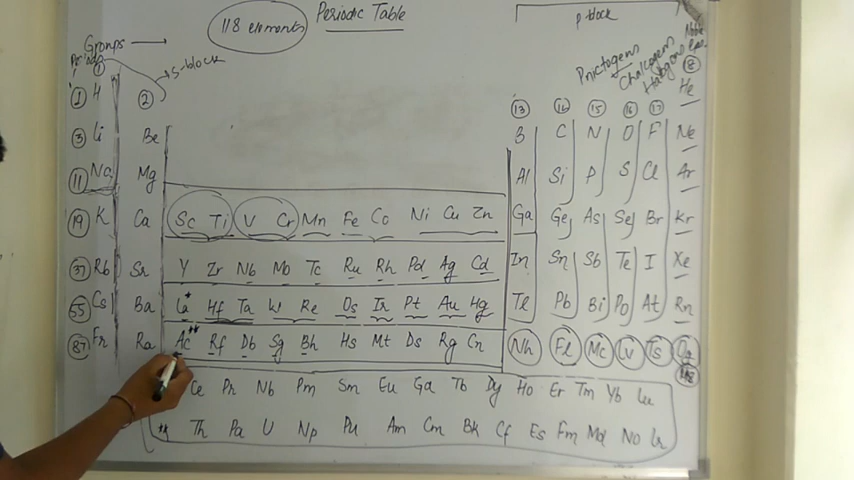 118 elements Periodic Table
p block
Groups →
s-block
Pnictogens
Chalcogens
Halogens
Noble
① ② ⑬ ⑭ ⑮ ⑯ ⑰ ⑱
① H He
③ Li Be B C N O F Ne
⑪ Na Mg Al Si P S Cl Ar
⑲ K Ca Sc Ti V Cr Mn Fe Co Ni Cu Zn Ga Ge As Se Br Kr
㊲ Rb Sr Y Zr Nb Mo Tc Ru Rh Pd Ag Cd In Sn Sb Te I Xe
55 Cs Ba La* Hf Ta W Re Os Ir Pt Au Hg Tl Pb Bi Po At Rn
87 Fr Ra Ac** Rf Db Sg Bh Hs Mt Ds Rg Cn Nh Fl Mc Lv Ts Og
118
Ce Pr Nb Pm Sm Eu Ga Tb Dy Ho Er Tm Yb Lu
** Th Pa U Np Pu Am Cm Bk Cf Es Fm Md No Lr